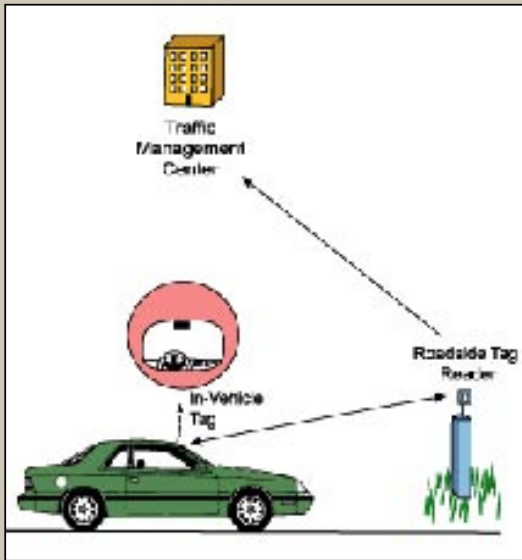 Traffic
Management
Center
Roadside Tag
Reader
In-Vehicle
Tag